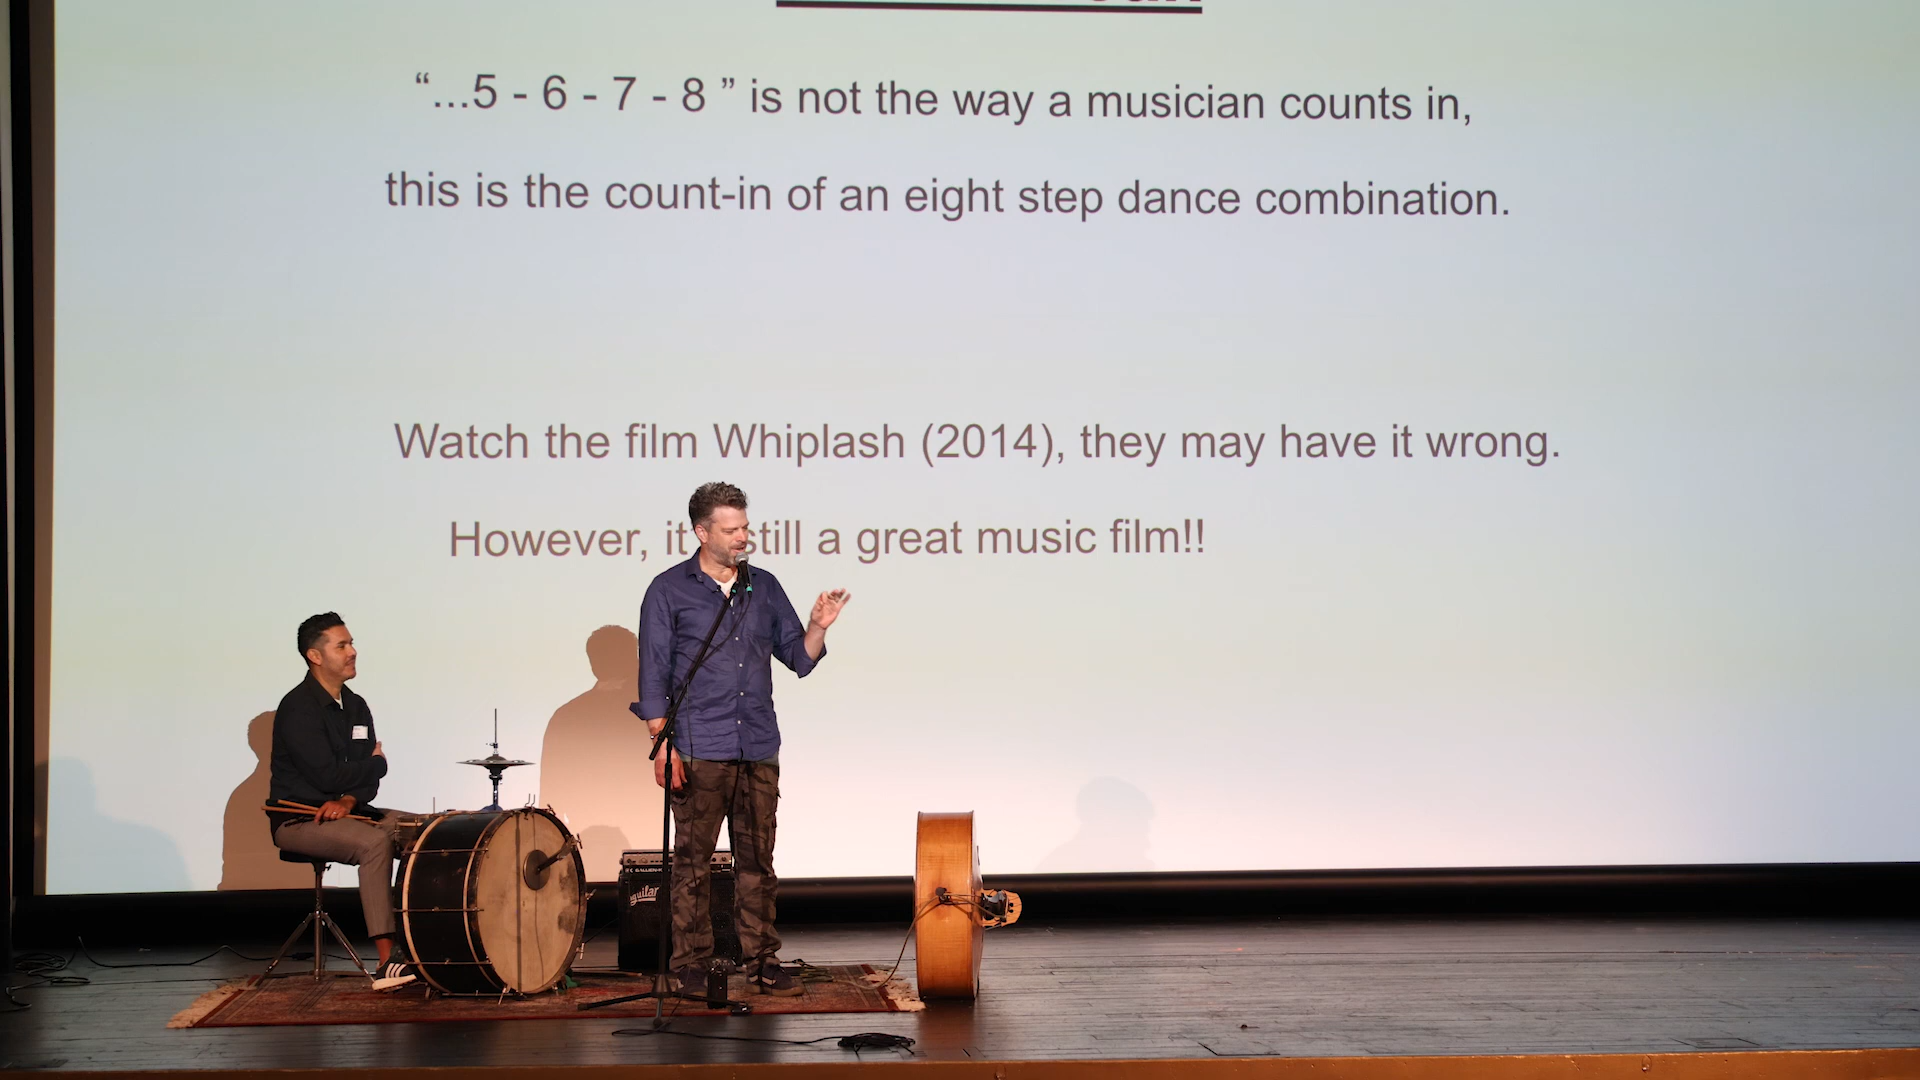 “...5 - 6 - 7 - 8 ” is not the way a musician counts in,
this is the count-in of an eight step dance combination.
Watch the film Whiplash (2014), they may have it wrong.
However, it still a great music film!!
GALLIEN-K
guilar